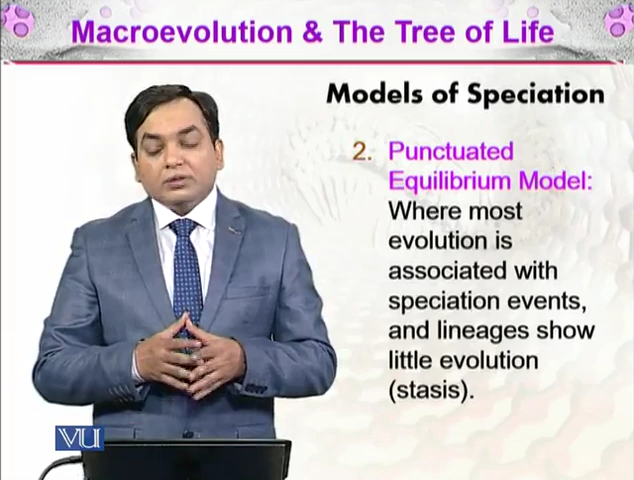 Macroevolution & The Tree of Life
Models of Speciation
2. Punctuated
Equilibrium Model:
Where most
evolution is
associated with
speciation events,
and lineages show
little evolution
(stasis).
VU